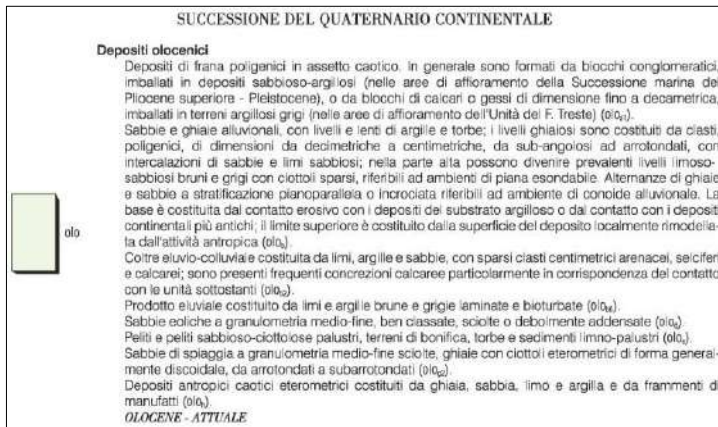 SUCCESSIONE DEL QUATERNARIO CONTINENTALE
Depositi olocenici
Depositi di frana poligenici in assetto caotico. In generale sono formati da blocchi conglomeratici,
imballati in depositi sabbioso-argillosi (nelle aree di affioramento della Successione marina del
Pliocene superiore - Pleistocene), o da blocchi di calcari o gessi di dimensione fino a decametrica,
imballati in terreni argillosi grigi (nelle aree di affioramento dell'Unità del F. Treste) (olo).
Sabbie e ghiaie alluvionali, con livelli e lenti di argille e torbe; i livelli ghiaiosi sono costituiti da clasti,
poligenici, di dimensioni da decimetriche a centimetriche, da sub-angolosi ad arrotondati, con
intercalazioni di sabbie e limi sabbiosi; nella parte alta possono divenire prevalenti livelli limoso-
sabbiosi bruni e grigi con ciottoli sparsi, riferibili ad ambienti di piana esondabile. Alternanze di ghiaie
e sabbie a stratificazione pianoparallela o incrociata riferibili ad ambiente di conoide alluvionale. La
base è costituita dal contatto erosivo con i depositi del substrato argilloso o dal contatto con i depositi
continentali più antichi; il limite superiore è costituito dalla superficie del deposito localmente rimodella-
ta dall'attività antropica (olo).
olo
Coltre eluvio-colluviale costituita da limi, argille e sabbie, con sparsi clasti centimetrici arenacei, selciferi
e calcarei; sono presenti frequenti concrezioni calcaree particolarmente in corrispondenza del contatto
con le unità sottostanti (olo).
Prodotto eluviale costituito da limi e argille brune e grigie laminate e bioturbate (olo).
Sabbie eoliche a granulometria medio-fine, ben classate, sciolte o debolmente addensate (olo).
Peliti e peliti sabbioso-ciottolose palustri, terreni di bonifica, torbe e sedimenti limno-palustri (olo).
Sabbie di spiaggia a granulometria medio-fine sciolte, ghiaie con ciottoli eterometrici di forma general-
mente discoidale, da arrotondati a subarrotondati (olo).
Depositi antropici caotici eterometrici costituiti da ghiaia, sabbia, limo e argilla e da frammenti di
manufatti (olo).
OLOCENE - ATTUALE